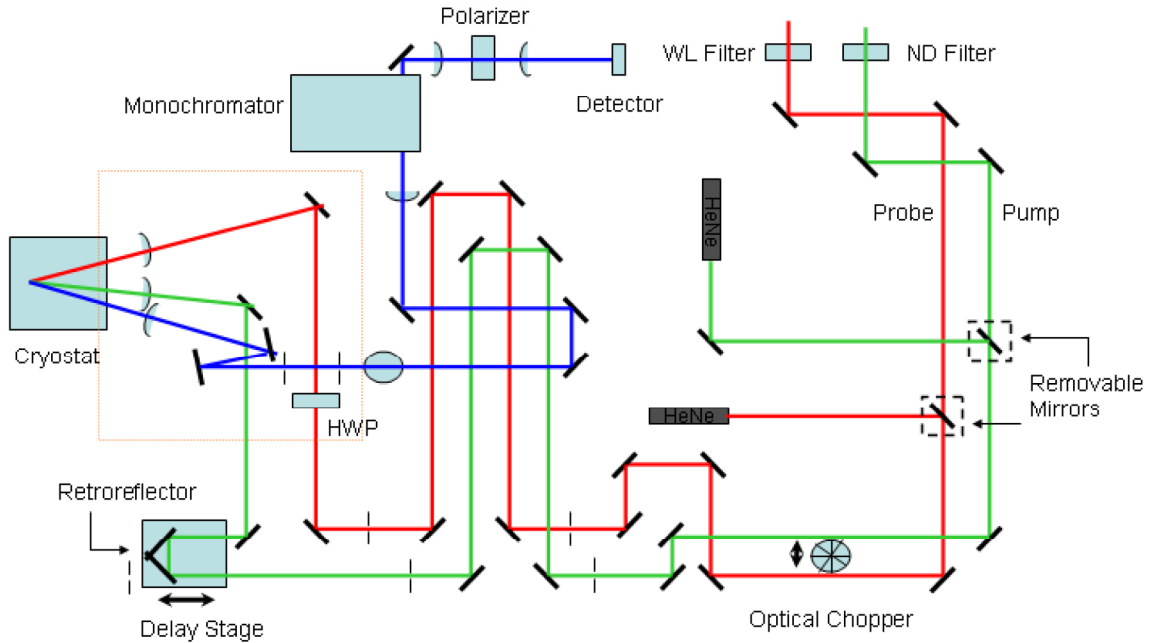 Polarizer
WL Filter
ND Filter
Monochromator
Detector
HeNe
Probe
Pump
Cryostat
Removable
Mirrors
HeNe
HWP
Retroreflector
Optical Chopper
Delay Stage